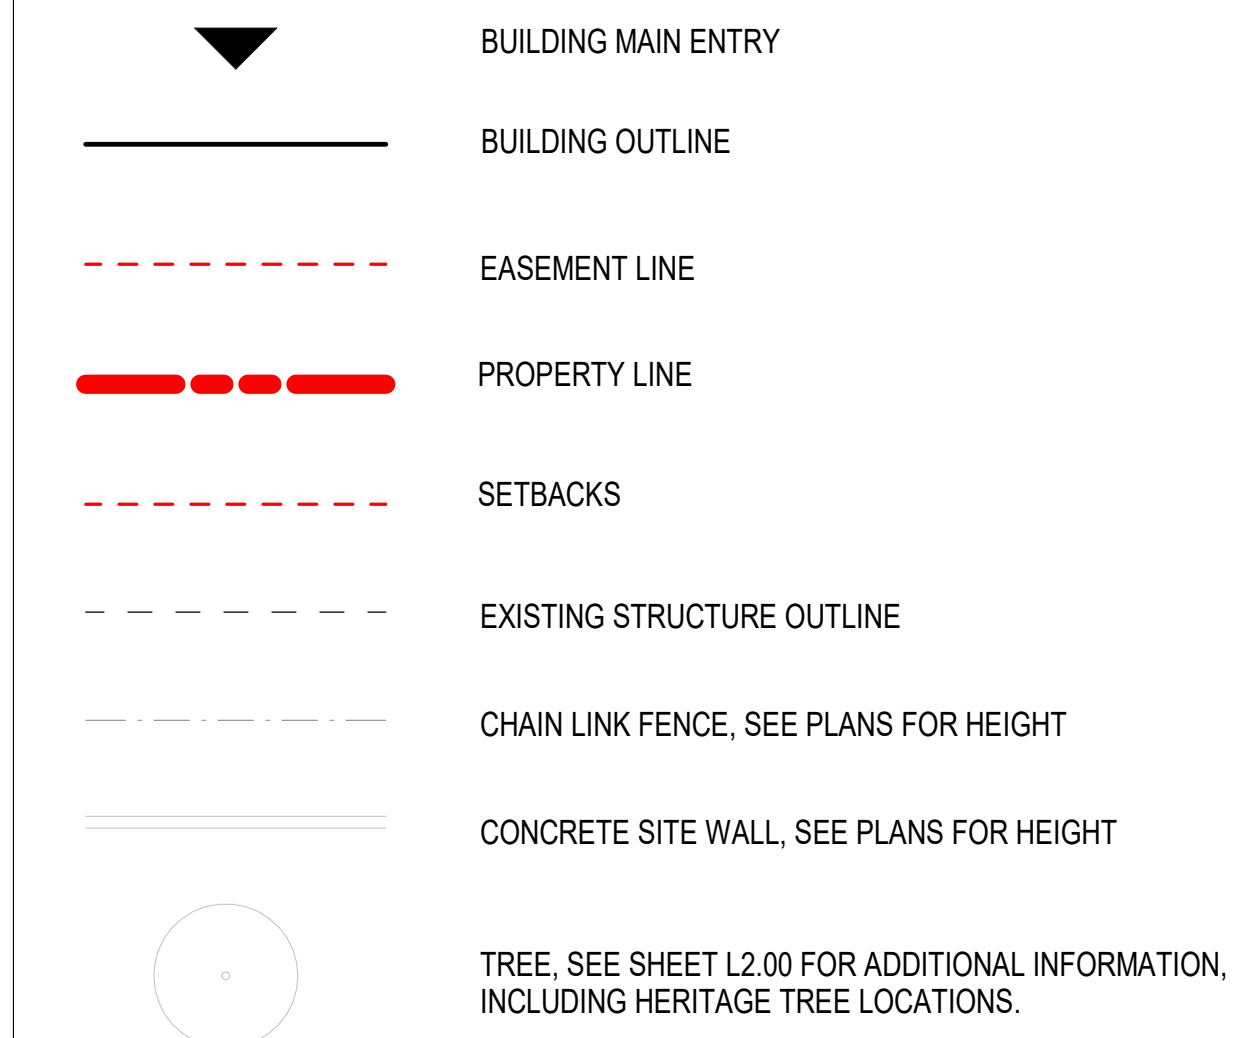 BUILDING MAIN ENTRY
BUILDING OUTLINE
EASEMENT LINE
PROPERTY LINE
SETBACKS
EXISTING STRUCTURE OUTLINE
CHAIN LINK FENCE, SEE PLANS FOR HEIGHT
CONCRETE SITE WALL, SEE PLANS FOR HEIGHT
TREE, SEE SHEET L2.00 FOR ADDITIONAL INFORMATION,
INCLUDING HERITAGE TREE LOCATIONS.